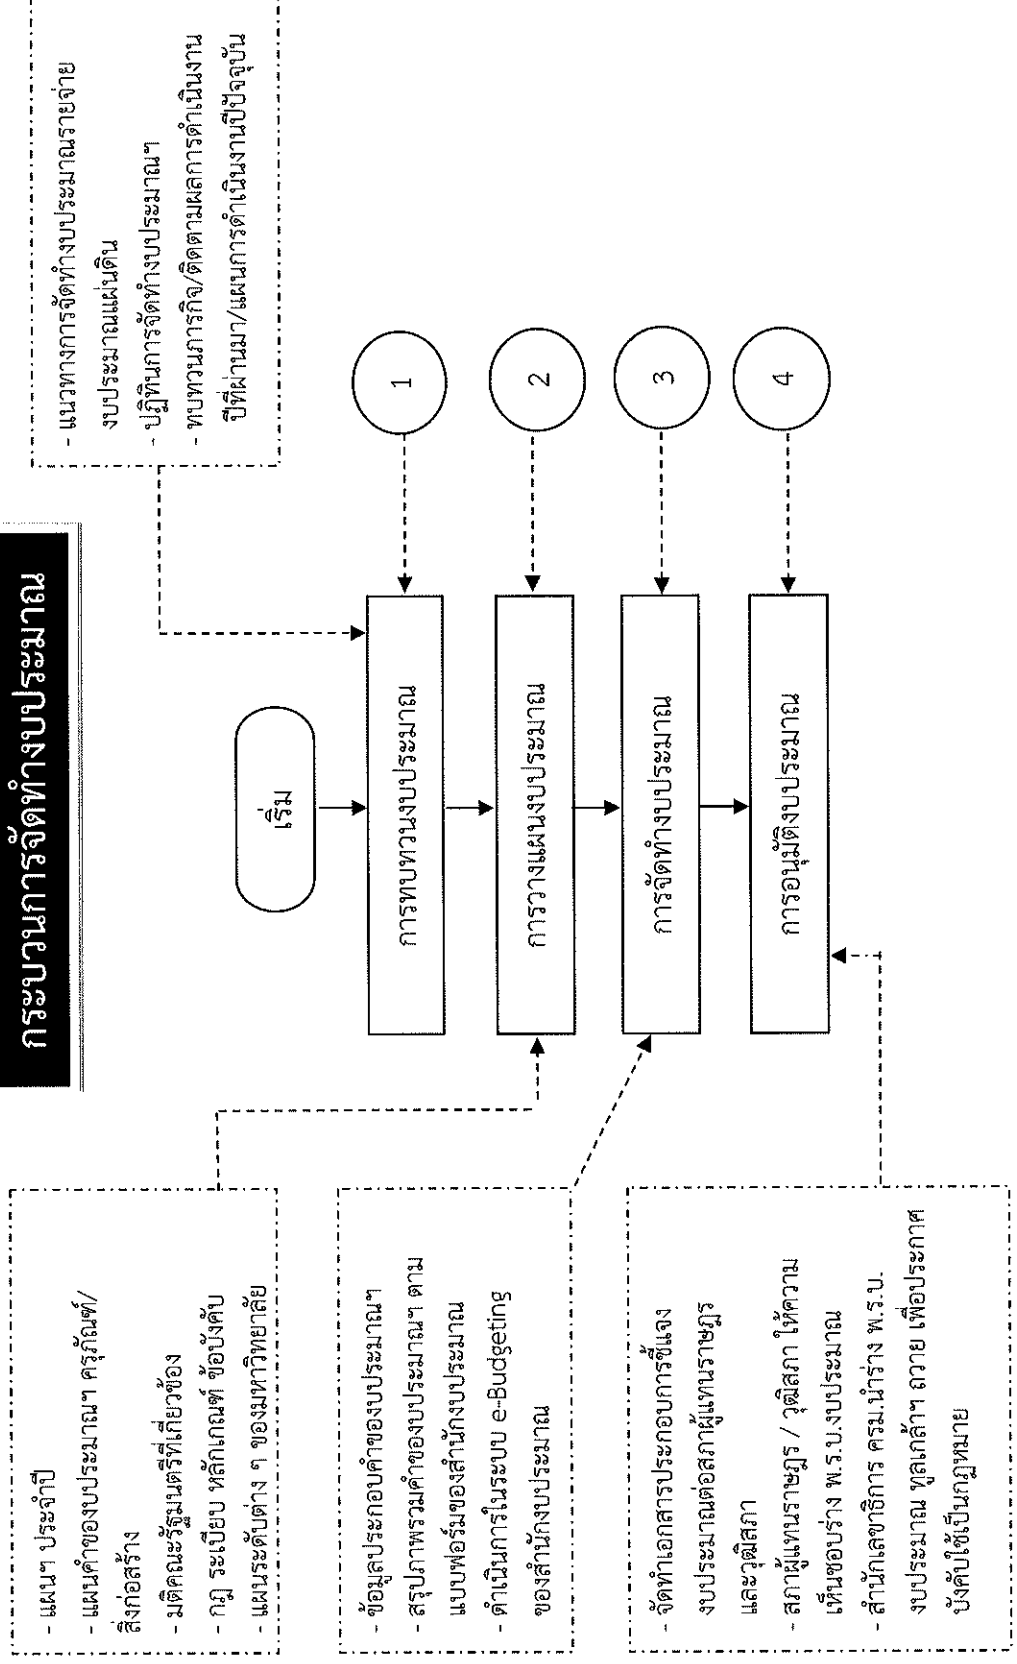 กระบวนการจัดทำงบประมาณ
- แนวทางการจัดทำงบประมาณรายจ่าย
งบประมาณแผ่นดิน
- ปฏิทินการจัดทำงบประมาณฯ
- ทบทวนภารกิจ/ติดตามผลการดำเนินงาน
ปีที่ผ่านมา/แผนการดำเนินงานปีปัจจุบัน
เริ่ม
การทบทวนงบประมาณ
1
- แผนฯ ประจำปี
- แผนคำของบประมาณฯ ครุภัณฑ์/
สิ่งก่อสร้าง
- มติคณะรัฐมนตรีที่เกี่ยวข้อง
- กฎ ระเบียบ หลักเกณฑ์ ข้อบังคับ
- แผนระดับต่าง ๆ ของมหาวิทยาลัย
การวางแผนงบประมาณ
2
- ข้อมูลประกอบคำของบประมาณฯ
- สรุปภาพรวมคำของบประมาณฯ ตาม
แบบฟอร์มของสำนักงบประมาณ
- ดำเนินการในระบบ e-Budgeting
ของสำนักงบประมาณ
การจัดทำงบประมาณ
3
- จัดทำเอกสารประกอบการชี้แจง
งบประมาณต่อสภาผู้แทนราษฎร
และวุฒิสภา
- สภาผู้แทนราษฎร / วุฒิสภา ให้ความ
เห็นชอบร่าง พ.ร.บ.งบประมาณ
- สำนักเลขาธิการ ครม.นำร่าง พ.ร.บ.
งบประมาณ ทูลเกล้าฯ ถวาย เพื่อประกาศ
บังคับใช้เป็นกฎหมาย
การอนุมัติงบประมาณ
4